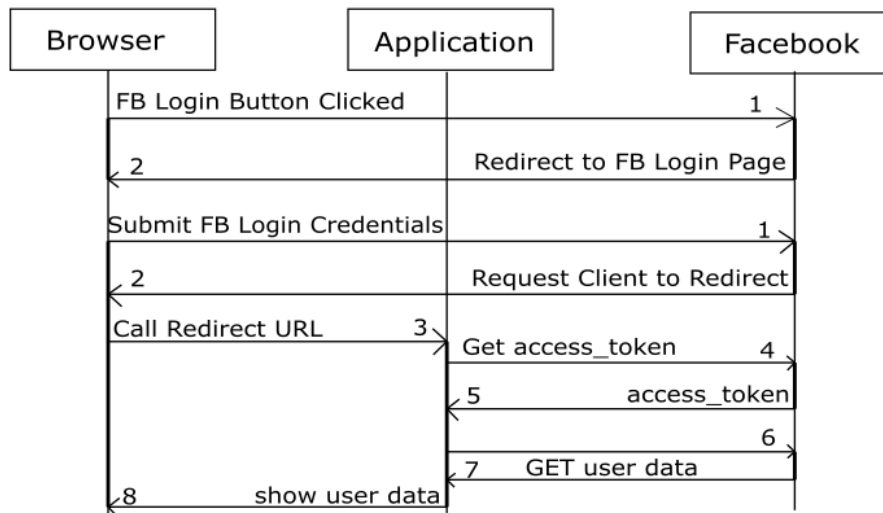 Browser
Application
Facebook
FB Login Button Clicked 1
2 Redirect to FB Login Page
Submit FB Login Credentials 1
2 Request Client to Redirect
Call Redirect URL 3
Get access_token 4
5 access_token
6
7 GET user data
8 show user data